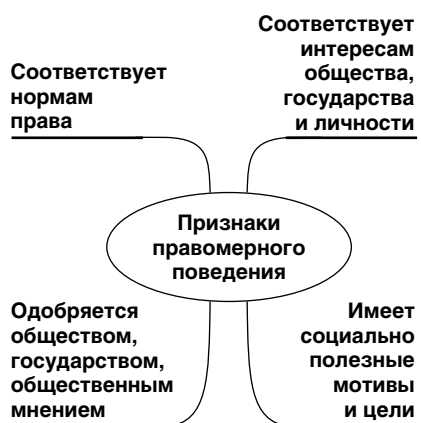 Соответствует
нормам
права
Соответствует
интересам
общества,
государства
и личности
Признаки
правомерного
поведения
Одобряется
обществом,
государством,
общественным
мнением
Имеет
социально
полезные
мотивы
и цели